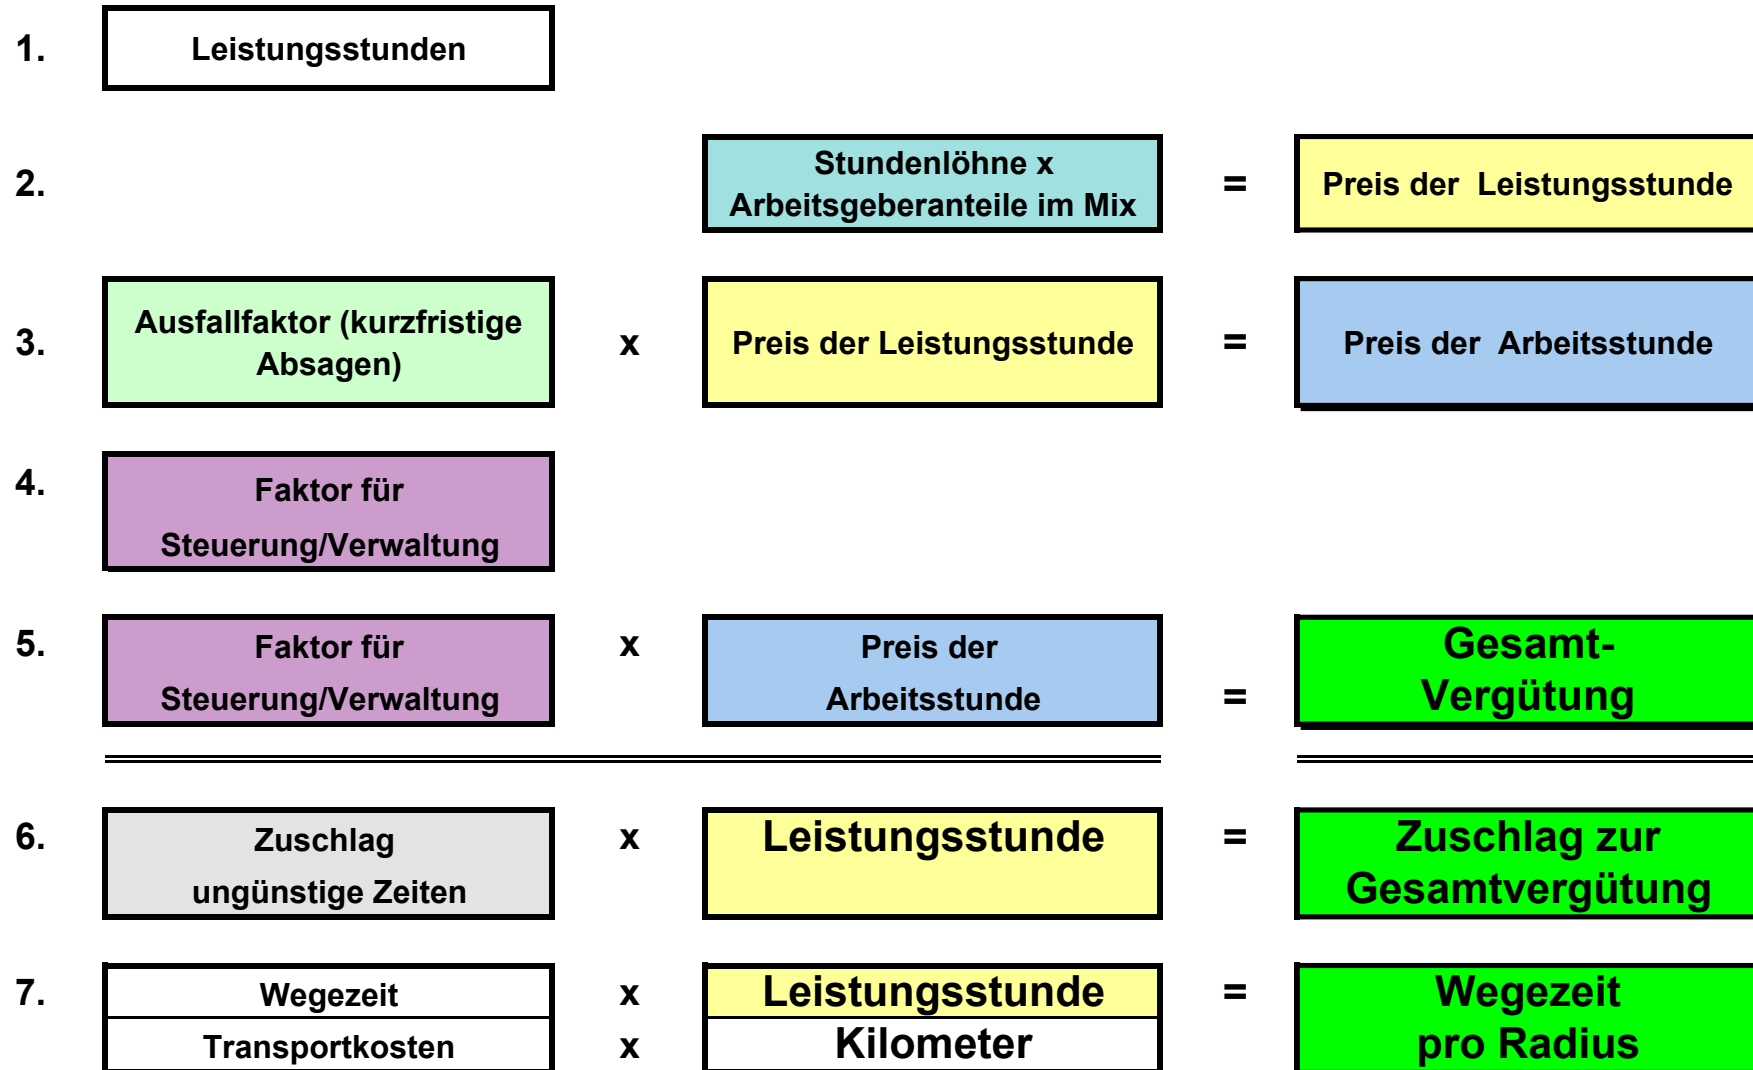 1. Leistungsstunden
2. Stundenlöhne x
Arbeitsgeberanteile im Mix = Preis der Leistungsstunde
3. Ausfallfaktor (kurzfristige
Absagen) x Preis der Leistungsstunde = Preis der Arbeitsstunde
4. Faktor für
Steuerung/Verwaltung
5. Faktor für x Preis der Gesamt-
Steuerung/Verwaltung Arbeitsstunde = Vergütung
6. Zuschlag x Leistungsstunde = Zuschlag zur
ungünstige Zeiten Gesamtvergütung
7. Wegezeit x Leistungsstunde = Wegezeit
Transportkosten x Kilometer pro Radius